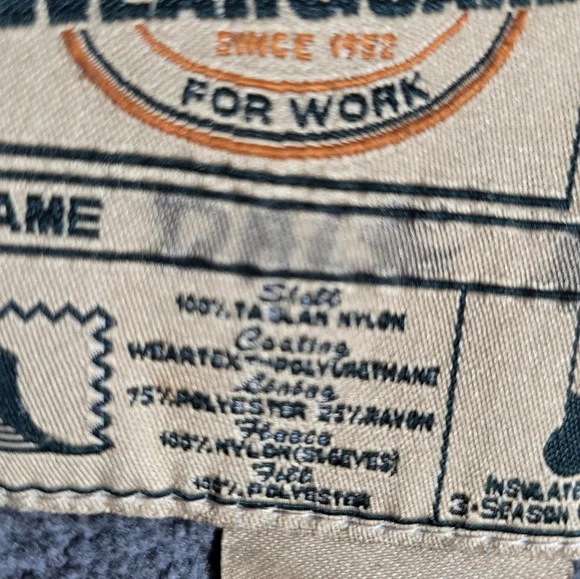 SINCE 1952
FOR WORK
AME
Shell
100% TASLAN NYLON
Coating
WEARTEX™ POLYURETHANE
Lining
75% POLYESTER 25% RAYON
Fleece
100% NYLON (SLEEVES)
Fill
100% POLYESTER
INSULATE
3-SEASON